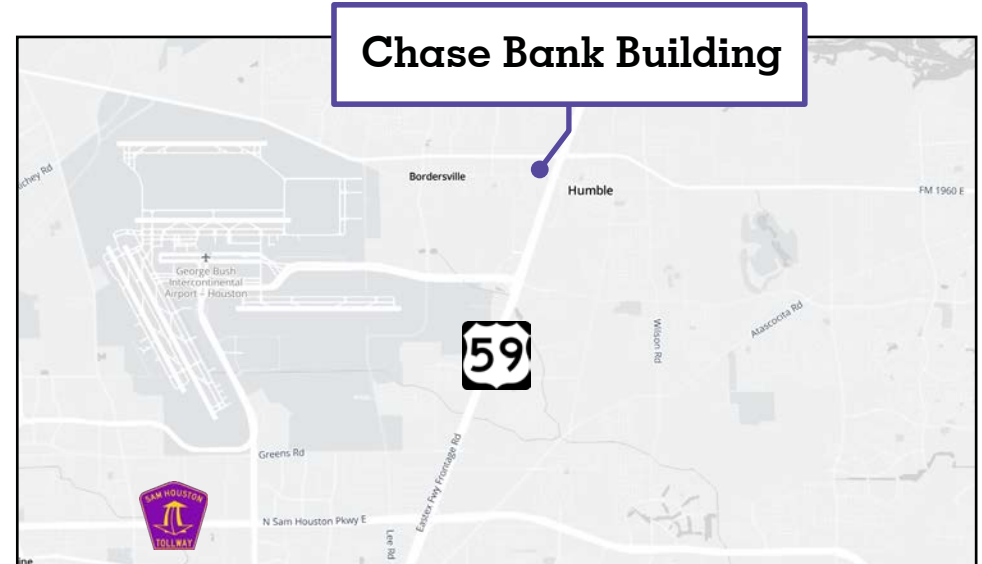 Chase Bank Building
Bordersville
Humble
FM 1960 E
George Bush
Intercontinental
Airport – Houston
59
Wilson Rd
Atascocita Rd
Eastex Fwy Frontage Rd
Greens Rd
SAM HOUSTON
TOLLWAY
N Sam Houston Pkwy E
Lee Rd